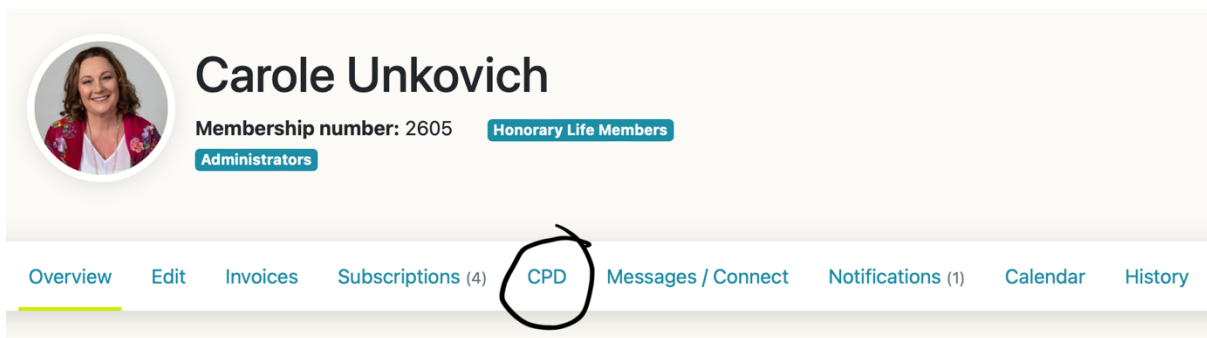 Carole Unkovich
Membership number: 2605 Honorary Life Members
Administrators
Overview Edit Invoices Subscriptions (4) CPD Messages / Connect Notifications (1) Calendar History